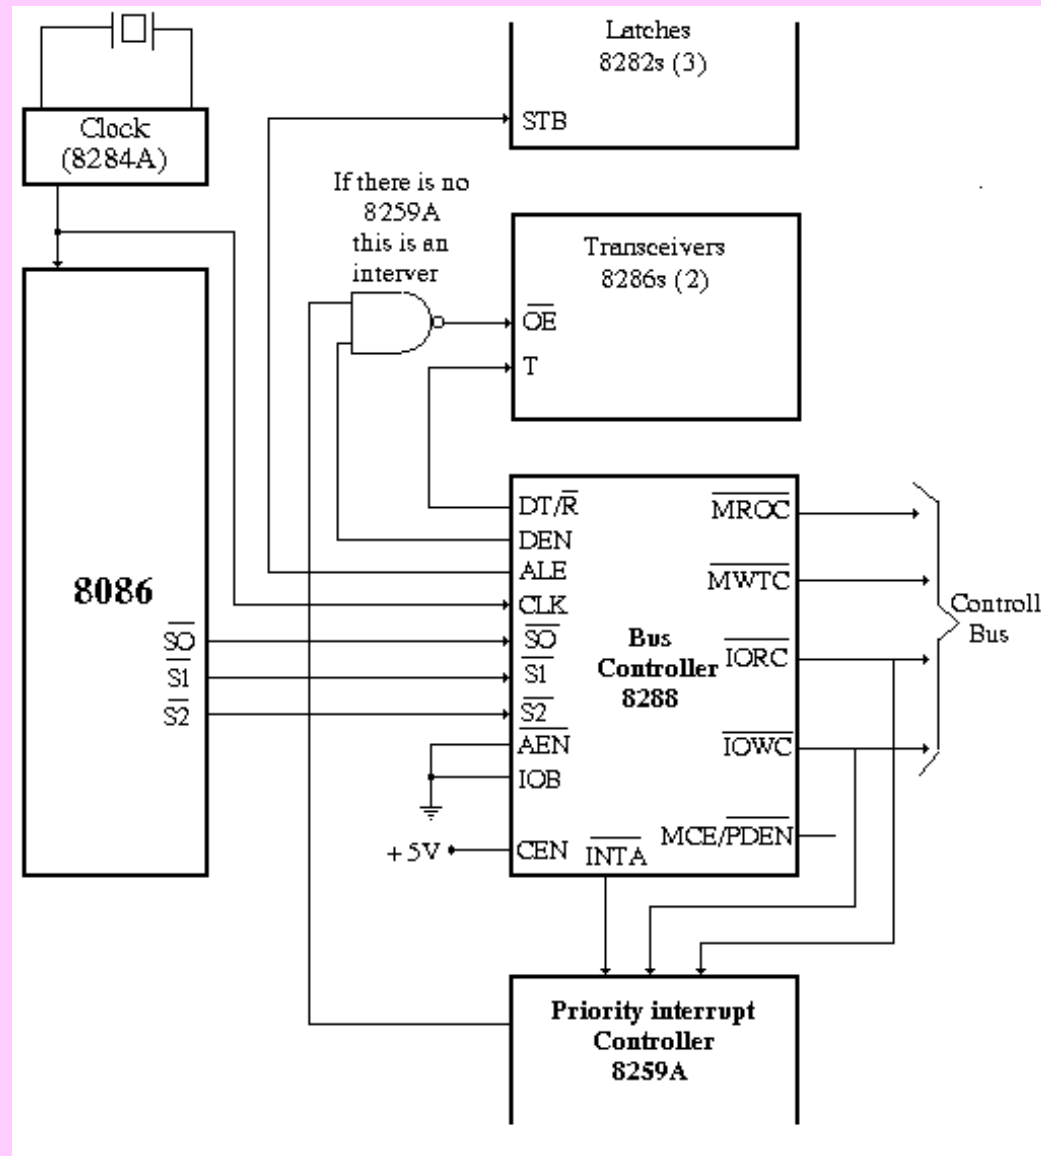 Latches
8282s (3)
STB
Clock
(8284A)
If there is no
8259A
this is an
interver
Transceivers
8286s (2)
OE
T
8086
S0
S1
S2
DT/R
DEN
ALE
CLK
S0
S1
S2
AEN
IOB
CEN
+5V
INTA
Bus
Controller
8288
MROC
MWTC
IORC
IOWC
MCE/PDEN
Controll
Bus
Priority interrupt
Controller
8259A